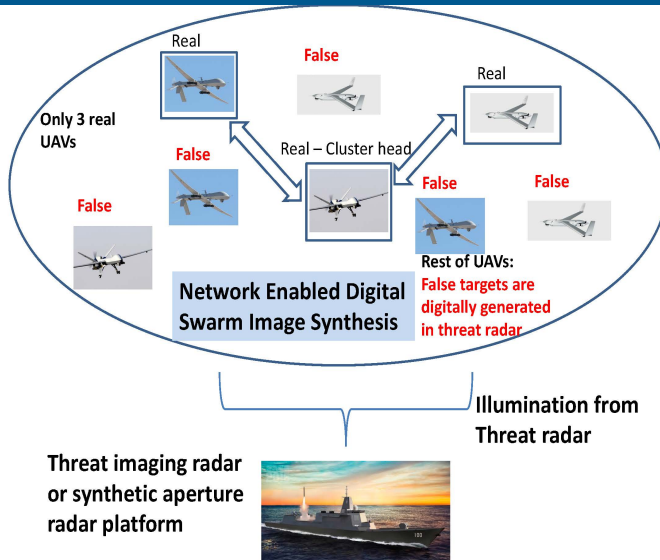 Real
False
Real
Only 3 real
UAVs
Real – Cluster head
False
False
False
False
Rest of UAVs:
False targets are
digitally generated
in threat radar
Network Enabled Digital
Swarm Image Synthesis
Illumination from
Threat radar
Threat imaging radar
or synthetic aperture
radar platform